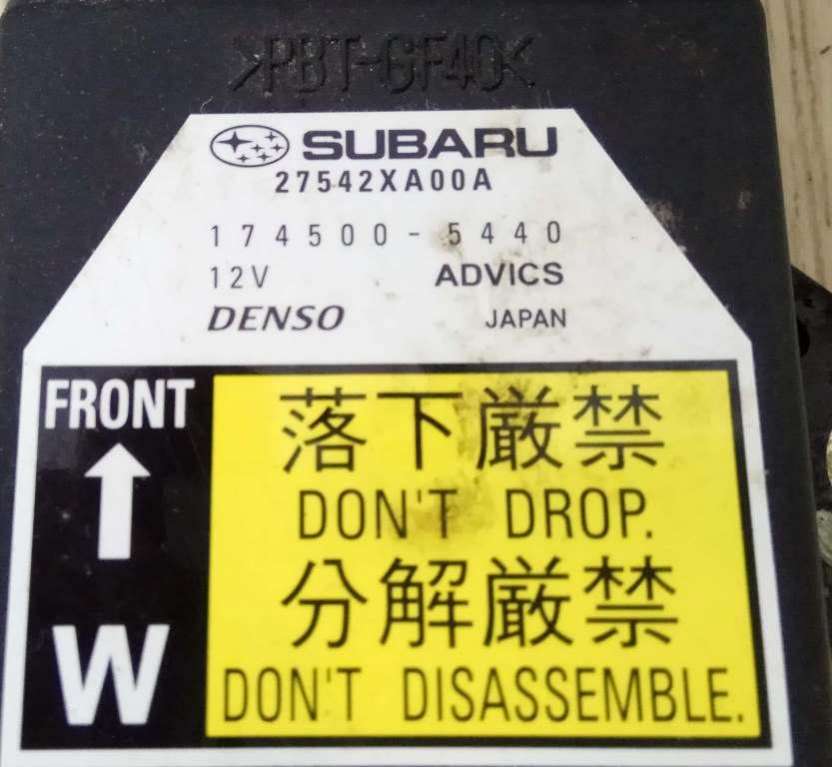 >PBT-GF40<
SUBARU
27542XA00A
174500-5440
12V ADVICS
DENSO JAPAN
FRONT
↑
W
落下厳禁
DON'T DROP.
分解厳禁
DON'T DISASSEMBLE.